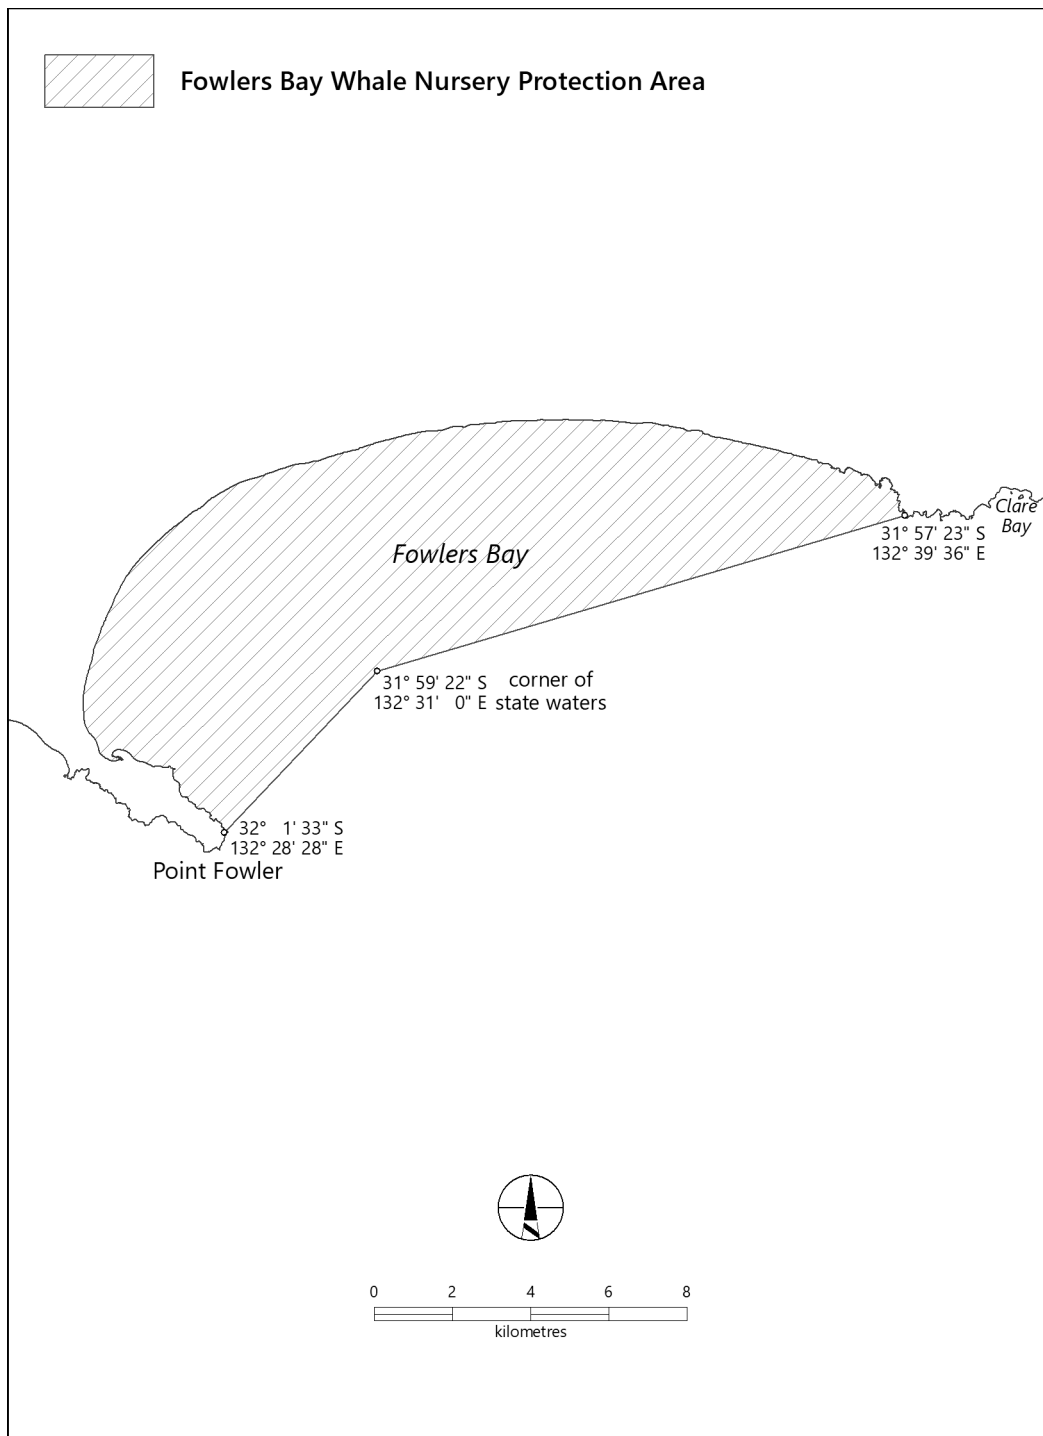 Fowlers Bay Whale Nursery Protection Area
Clare
Bay
31° 57' 23" S
132° 39' 36" E
Fowlers Bay
31° 59' 22" S
132° 31' 0" E
corner of
state waters
32° 1' 33" S
132° 28' 28" E
Point Fowler
0 2 4 6 8
kilometres